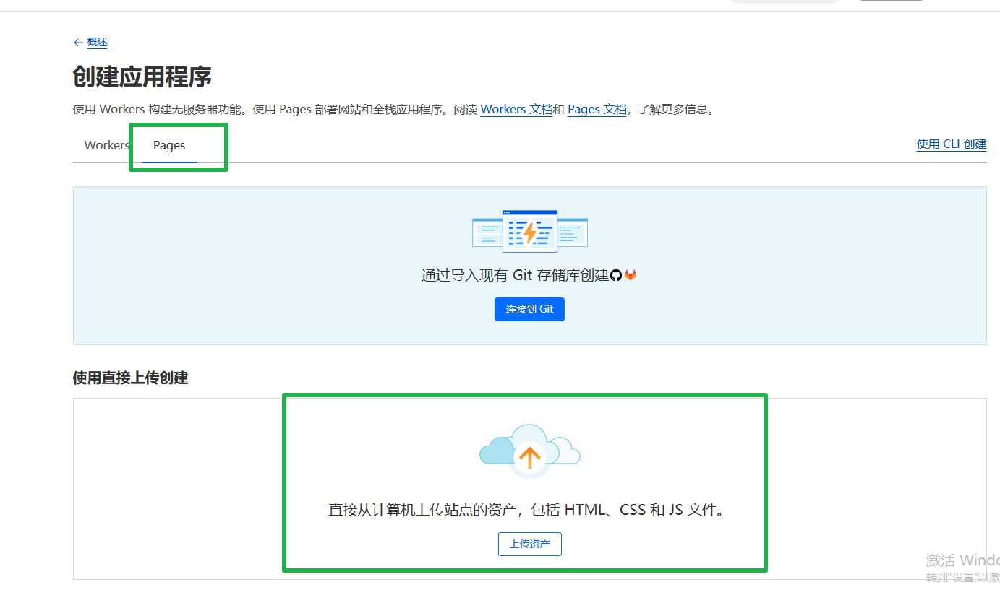 概述
创建应用程序
使用 Workers 构建无服务器功能。使用 Pages 部署网站和全栈应用程序。阅读 Workers 文档和 Pages 文档，了解更多信息。
Workers Pages 使用 CLI 创建
通过导入现有 Git 存储库创建
连接到 Git
使用直接上传创建
直接从计算机上传站点的资产，包括 HTML、CSS 和 JS 文件。
上传资产
激活 Windo
转到"设置"以激